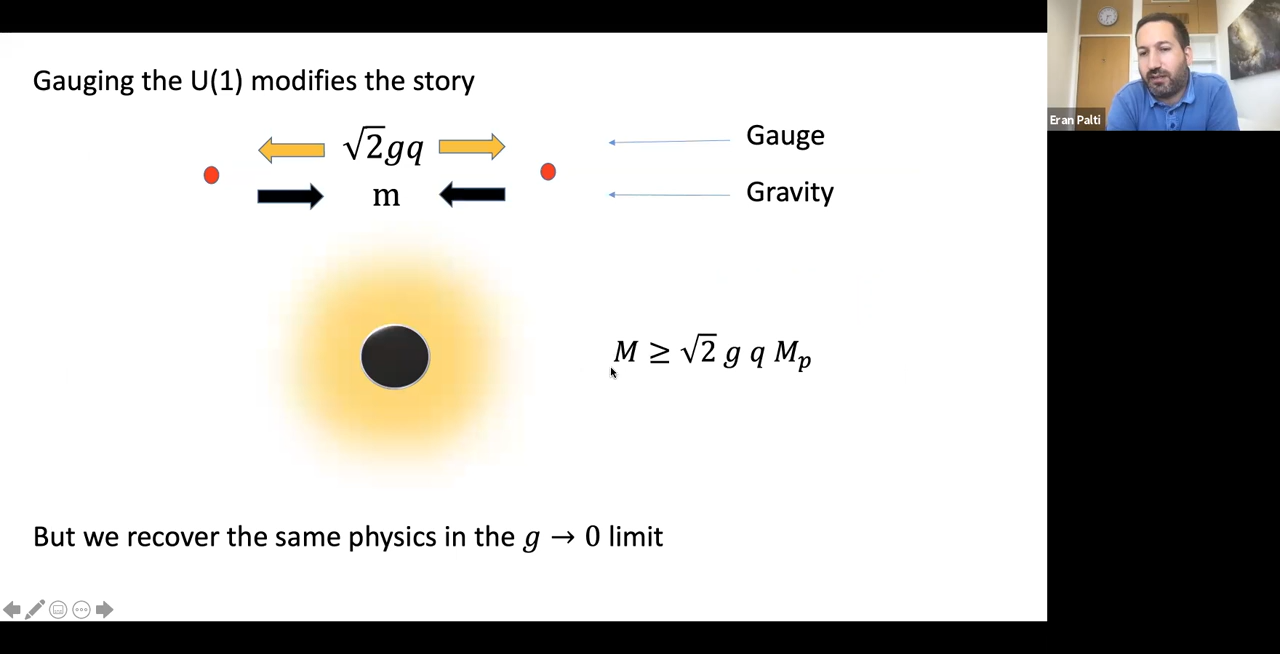 Gauging the U(1) modifies the story
√2gq
Gauge
m
Gravity
M ≥ √2 g q Mₚ
But we recover the same physics in the g → 0 limit
Eran Palti